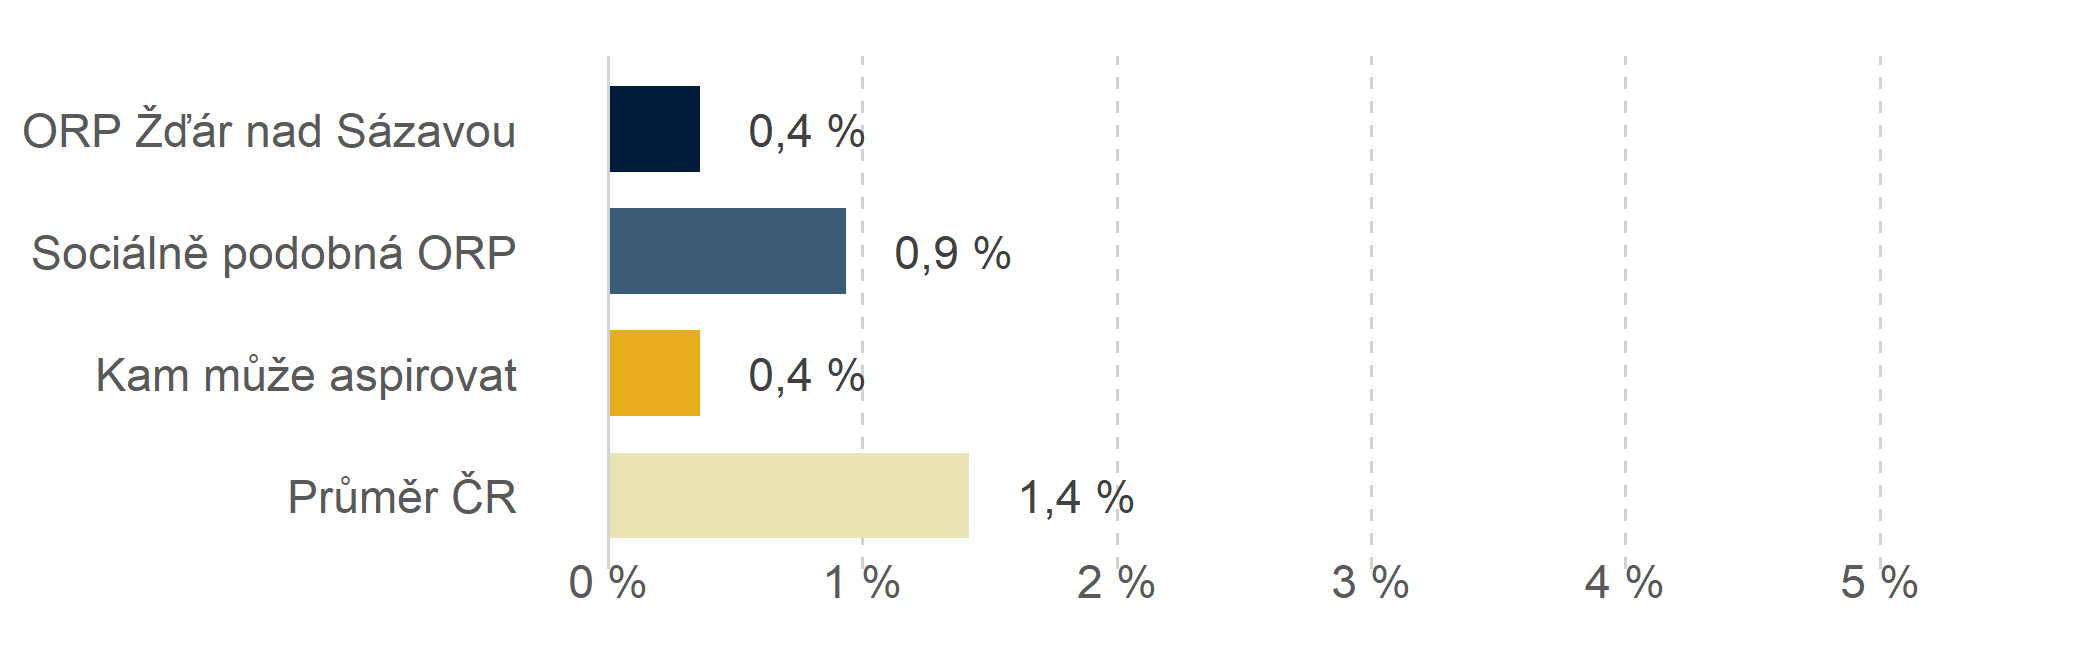 ORP Žďár nad Sázavou 0,4 %
Sociálně podobná ORP 0,9 %
Kam může aspirovat 0,4 %
Průměr ČR 1,4 %
0 % 1 % 2 % 3 % 4 % 5 %